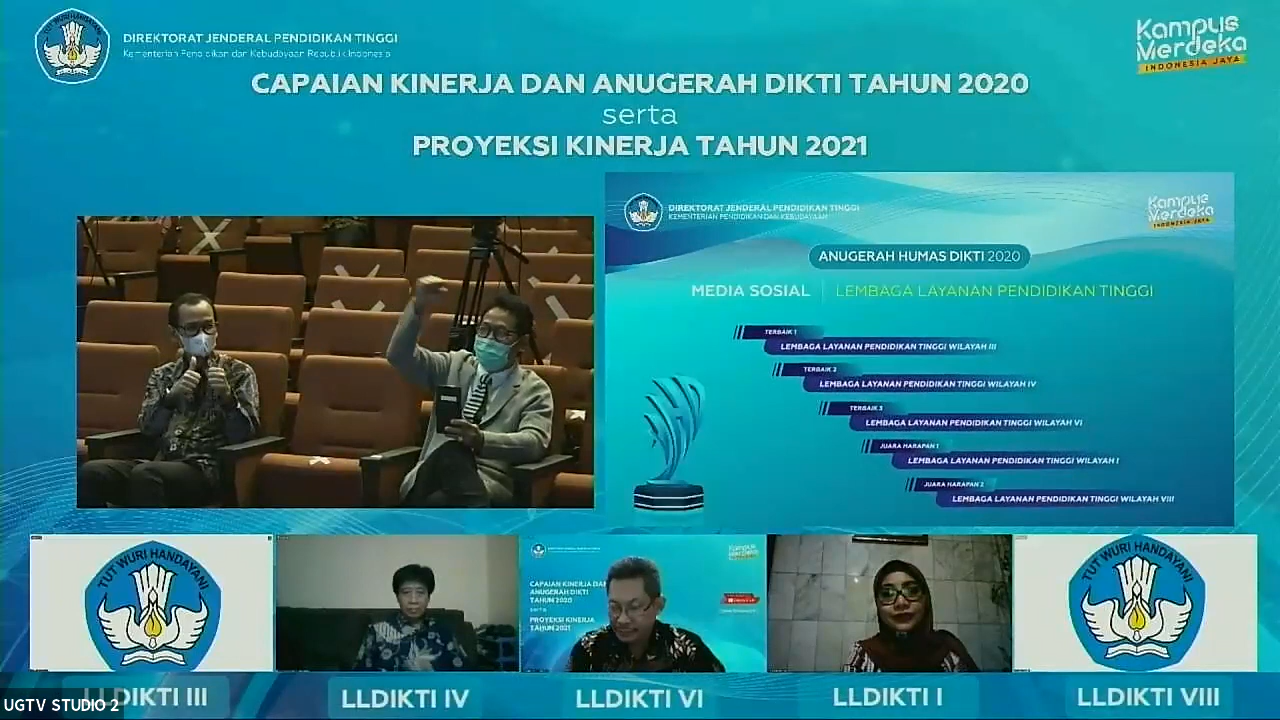 TUT WURI HANDAYANI
DIREKTORAT JENDERAL PENDIDIKAN TINGGI
Kementerian Pendidikan dan Kebudayaan Republik Indonesia
Kampus
Merdeka
INDONESIA JAYA
CAPAIAN KINERJA DAN ANUGERAH DIKTI TAHUN 2020
serta
PROYEKSI KINERJA TAHUN 2021
DIREKTORAT JENDERAL PENDIDIKAN TINGGI
KEMENTERIAN PENDIDIKAN DAN KEBUDAYAAN
Kampus
Merdeka
INDONESIA JAYA
ANUGERAH HUMAS DIKTI 2020
MEDIA SOSIAL | LEMBAGA LAYANAN PENDIDIKAN TINGGI
TERBAIK 1
LEMBAGA LAYANAN PENDIDIKAN TINGGI WILAYAH III
TERBAIK 2
LEMBAGA LAYANAN PENDIDIKAN TINGGI WILAYAH IV
TERBAIK 3
LEMBAGA LAYANAN PENDIDIKAN TINGGI WILAYAH VI
JUARA HARAPAN 1
LEMBAGA LAYANAN PENDIDIKAN TINGGI WILAYAH I
JUARA HARAPAN 2
LEMBAGA LAYANAN PENDIDIKAN TINGGI WILAYAH VIII
TUT WURI HANDAYANI
CAPAIAN KINERJA DAN
ANUGERAH DIKTI
TAHUN 2020
serta
PROYEKSI KINERJA
TAHUN 2021
Kampus
Merdeka
TUT WURI HANDAYANI
LLDIKTI III
LLDIKTI IV
LLDIKTI VI
LLDIKTI I
LLDIKTI VIII
UGTV STUDIO 2